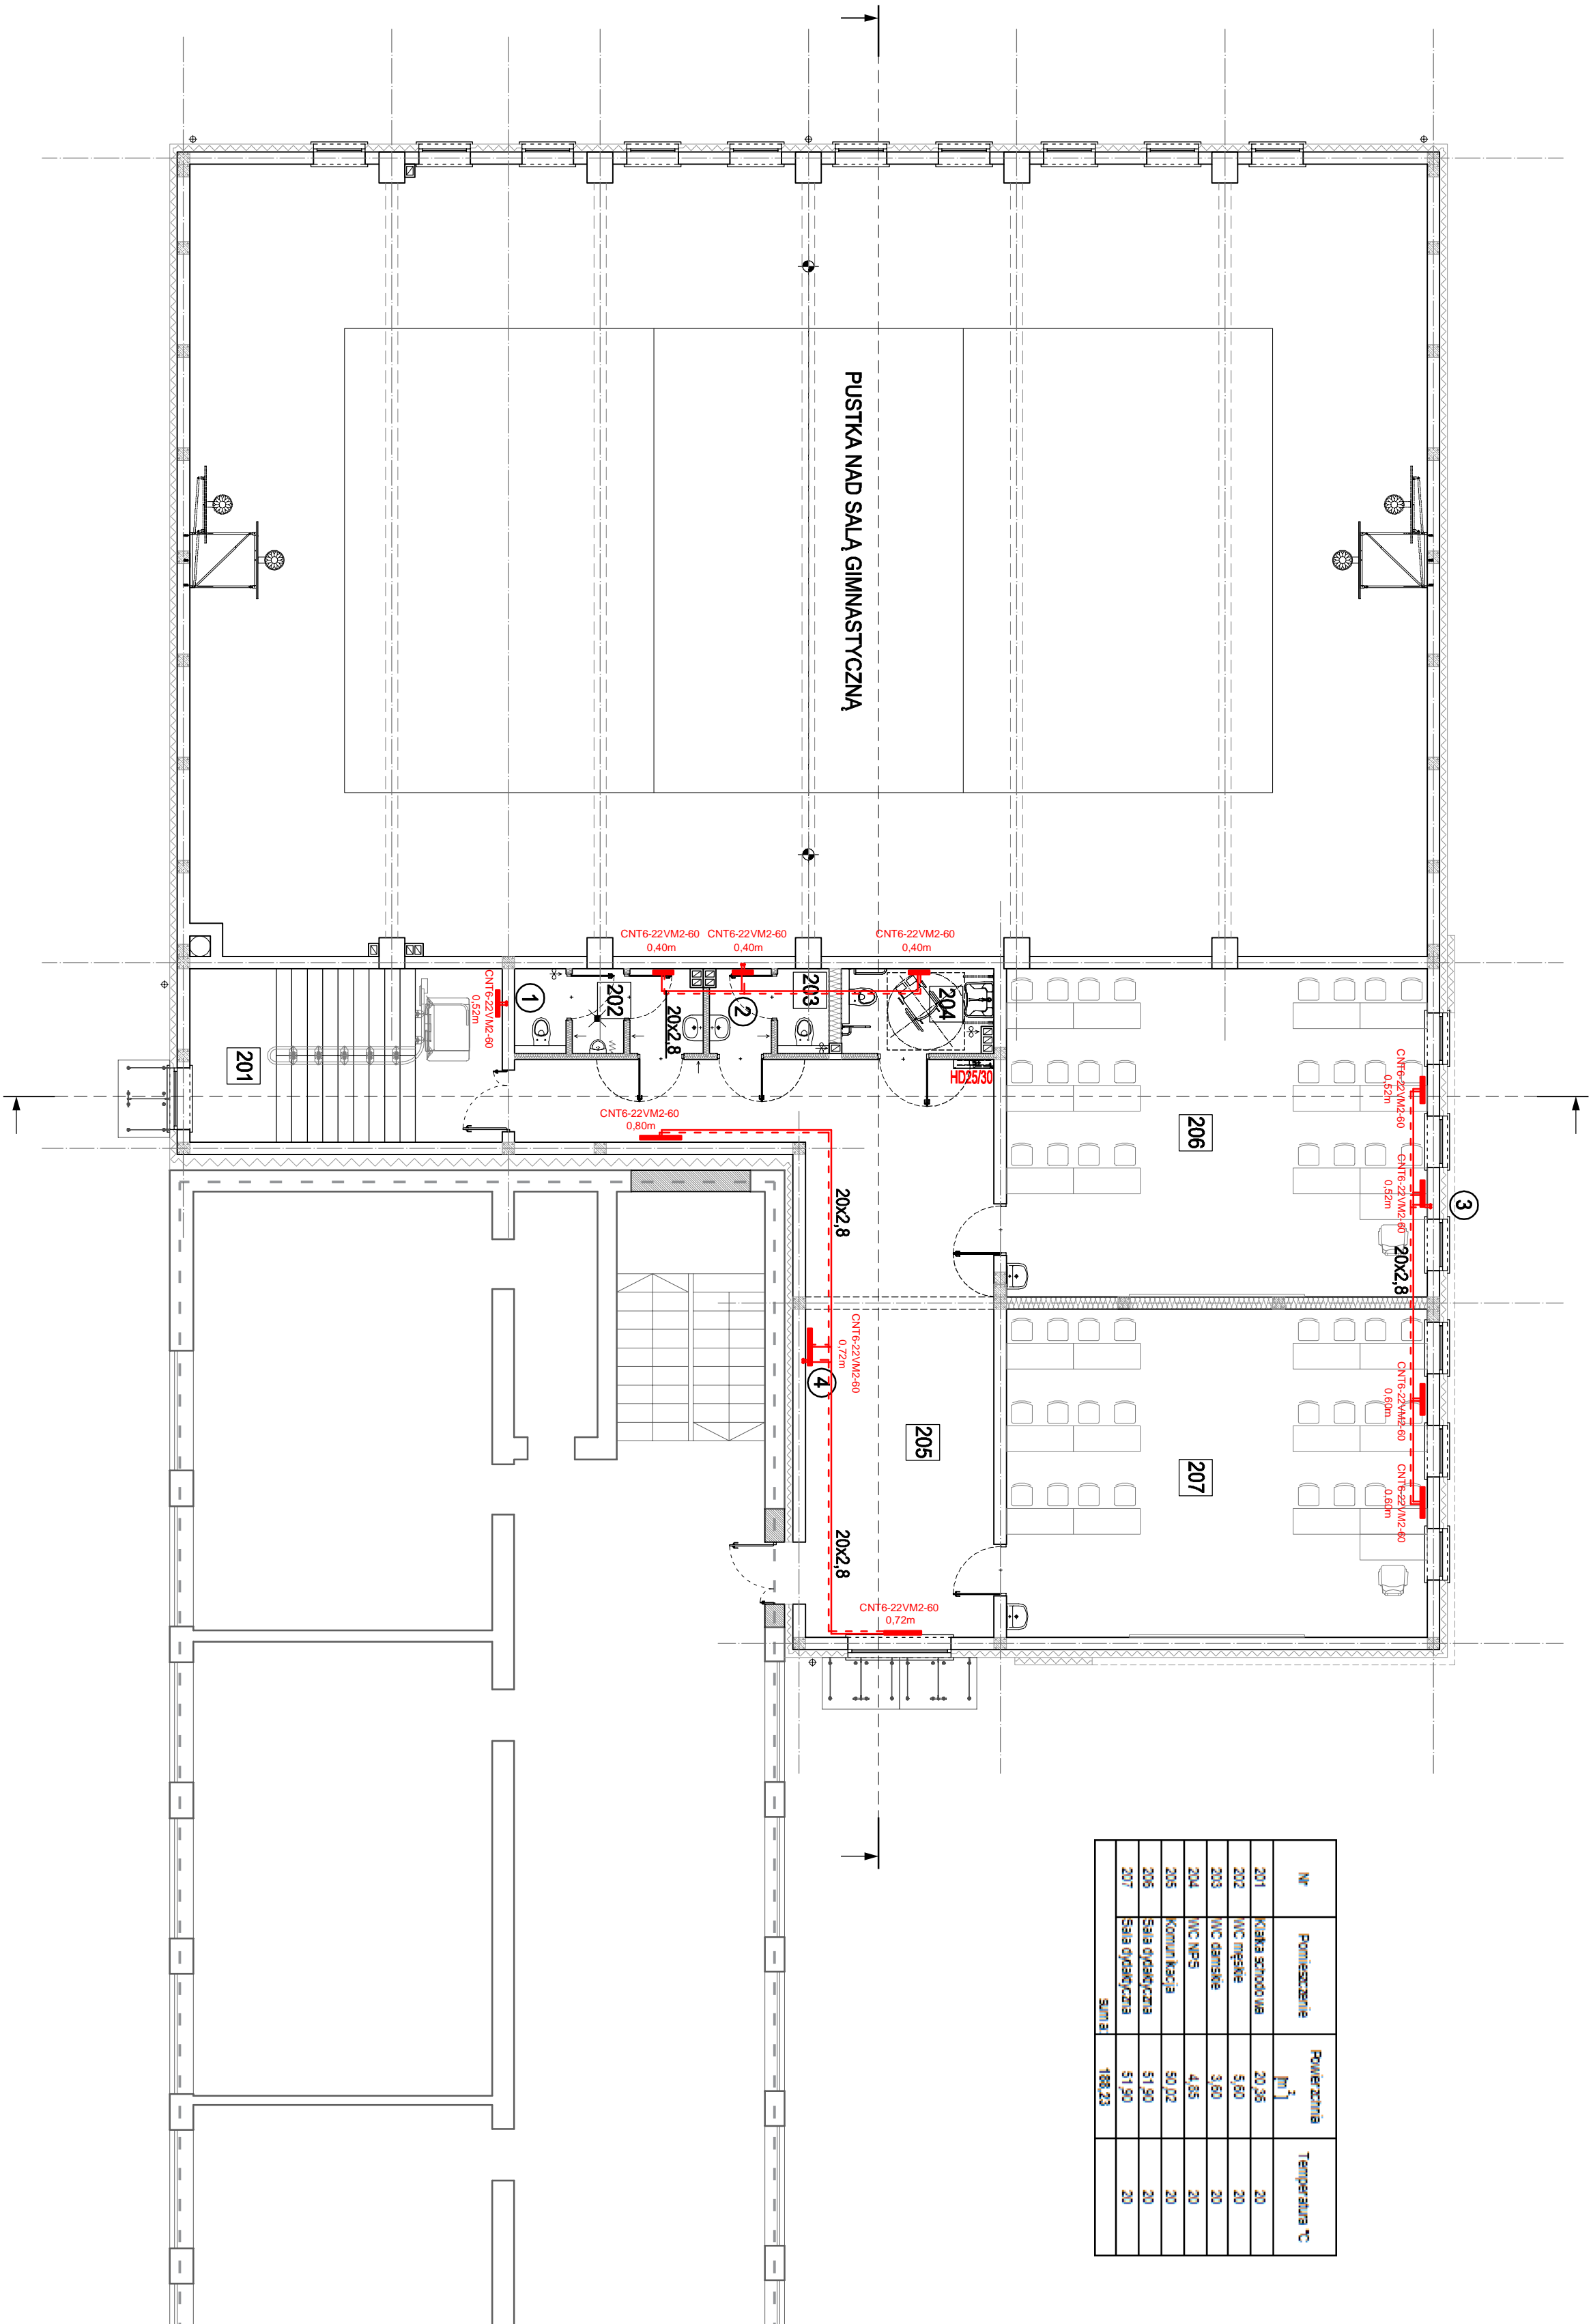 PUSTKA NAD SALĄ GIMNASTYCZNĄ
CNT6-22VM2-60
0,40m
CNT6-22VM2-60
0,40m
CNT6-22VM2-60
0,40m
CNT6-22VM2-60
0,52m
1
202
20x2,8
2
203
204
HD25/30
201
CNT6-22VM2-60
0,80m
206
CNT6-22VM2-60
0,52m
CNT6-22VM2-60
0,52m
3
20x2,8
20x2,8
CNT6-22VM2-60
0,72m
4
205
207
CNT6-22VM2-60
0,60m
CNT6-22VM2-60
0,60m
20x2,8
CNT6-22VM2-60
0,72m
Nr Pomieszczenie Powierzchnia [m²] Temperatura °C
201 Klatka schodowa 20,36 20
202 WC męskie 5,60 20
203 WC damskie 3,60 20
204 WC NPS 4,85 20
205 Komunikacja 50,02 20
206 Sala dydaktyczna 51,90 20
207 Sala dydaktyczna 51,90 20
suma: 188,23